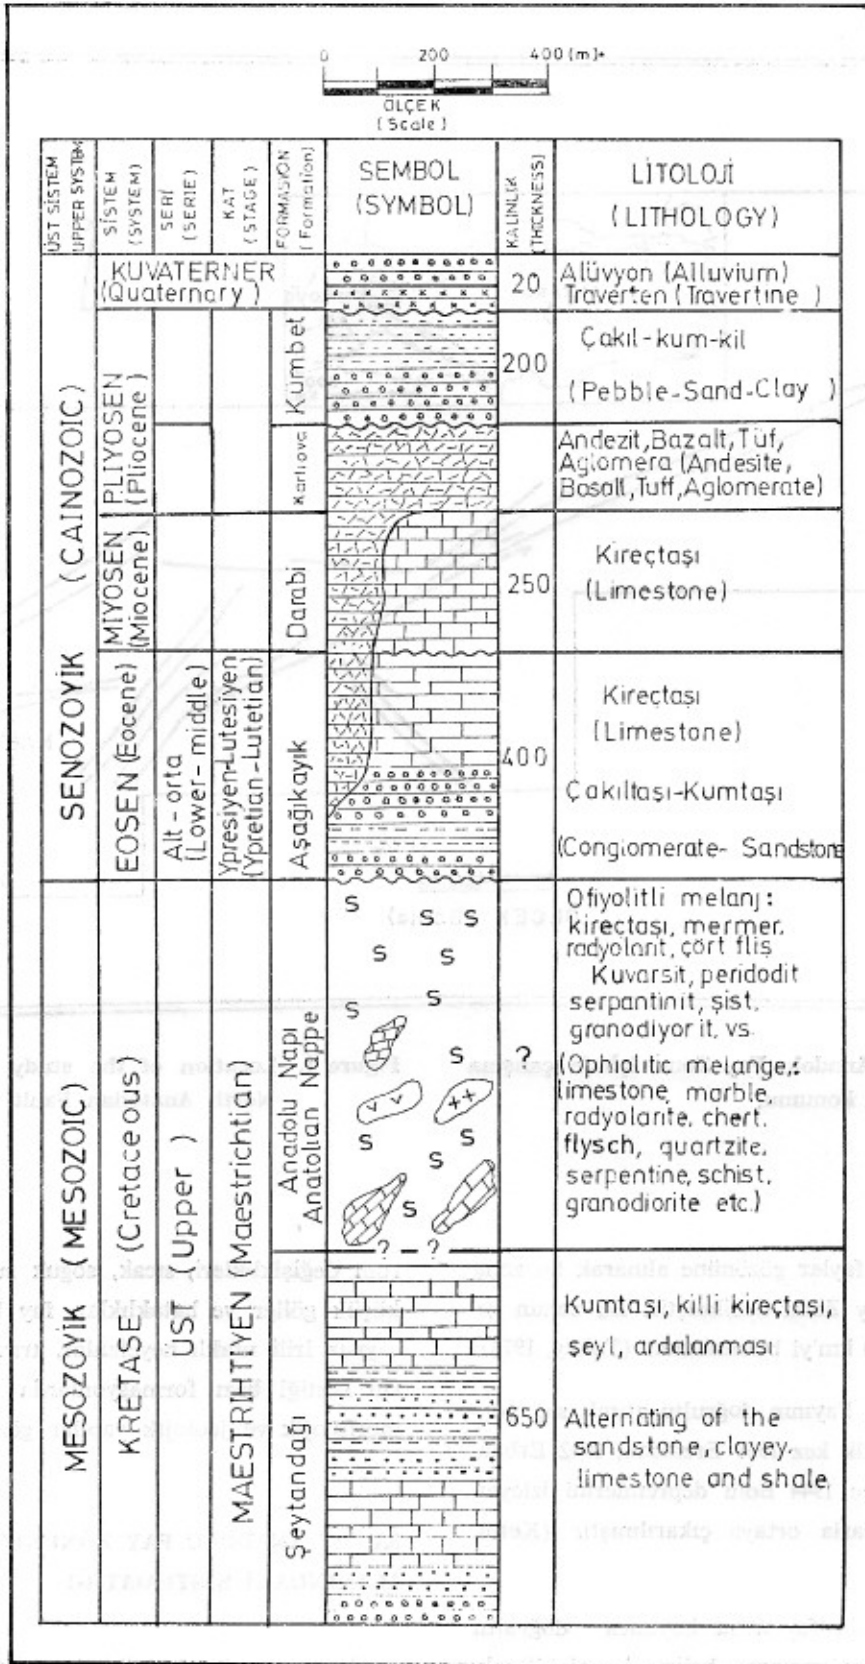 0 200 400 (m)
ÖLÇEK
(Scale)
ÜST SİSTEM
UPPER SYSTEM
SİSTEM
(SYSTEM)
SERİ
(SERIE)
KAT
(STAGE)
FORMASION
(Formation)
SEMBOL
(SYMBOL)
KALINLIK
(THICKNESS)
LİTOLOJİ
(LITHOLOGY)
SENOZOYİK (CAINOZOIC)
KUVATERNER
(Quaternary)
20
Alüvyon (Alluvium)
Traverten (Travertine)
PLİYOSEN
(Pliocene)
Kümbet
200
Çakıl-kum-kil
(Pebble-Sand-Clay)
Karlıova
Andezit, Bazalt, Tüf,
Aglomera (Andesite,
Basalt, Tuff, Aglomerate)
MİYOSEN
(Miocene)
Darabi
250
Kireçtaşı
(Limestone)
EOSEN (Eocene)
Alt-orta
(Lower-middle)
Ypresiyen-Lutesiyen
(Ypretian-Lutetian)
Aşağıkayık
400
Kireçtaşı
(Limestone)
Çakıltaşı-Kumtaşı
(Conglomerate-Sandstone
MESOZOYİK (MESOZOIC)
KRETASE (Cretaceous)
ÜST (Upper)
MAESTRIHTİYEN-Maestrichtian
Anadolu Napı
Anatolian Nappe
S
S S
S S
S
S
S
S
S
? ?
?
Ofiyolitli melanj:
kireçtaşı, mermer,
radyolarit, çört fliş
Kuvarsit, peridodit
serpantinit, şist,
granodiyorit, vs.
(Ophiolitic melange,:
limestone, marble,
radyolarite, chert,
flysch, quartzite,
serpentine, schist,
granodiorite etc.)
Şeytandağı
650
Kumtaşı, killi kireçtaşı,
şeyl, ardalanması
Alternating of the
sandstone, clayey,
limestone and shale